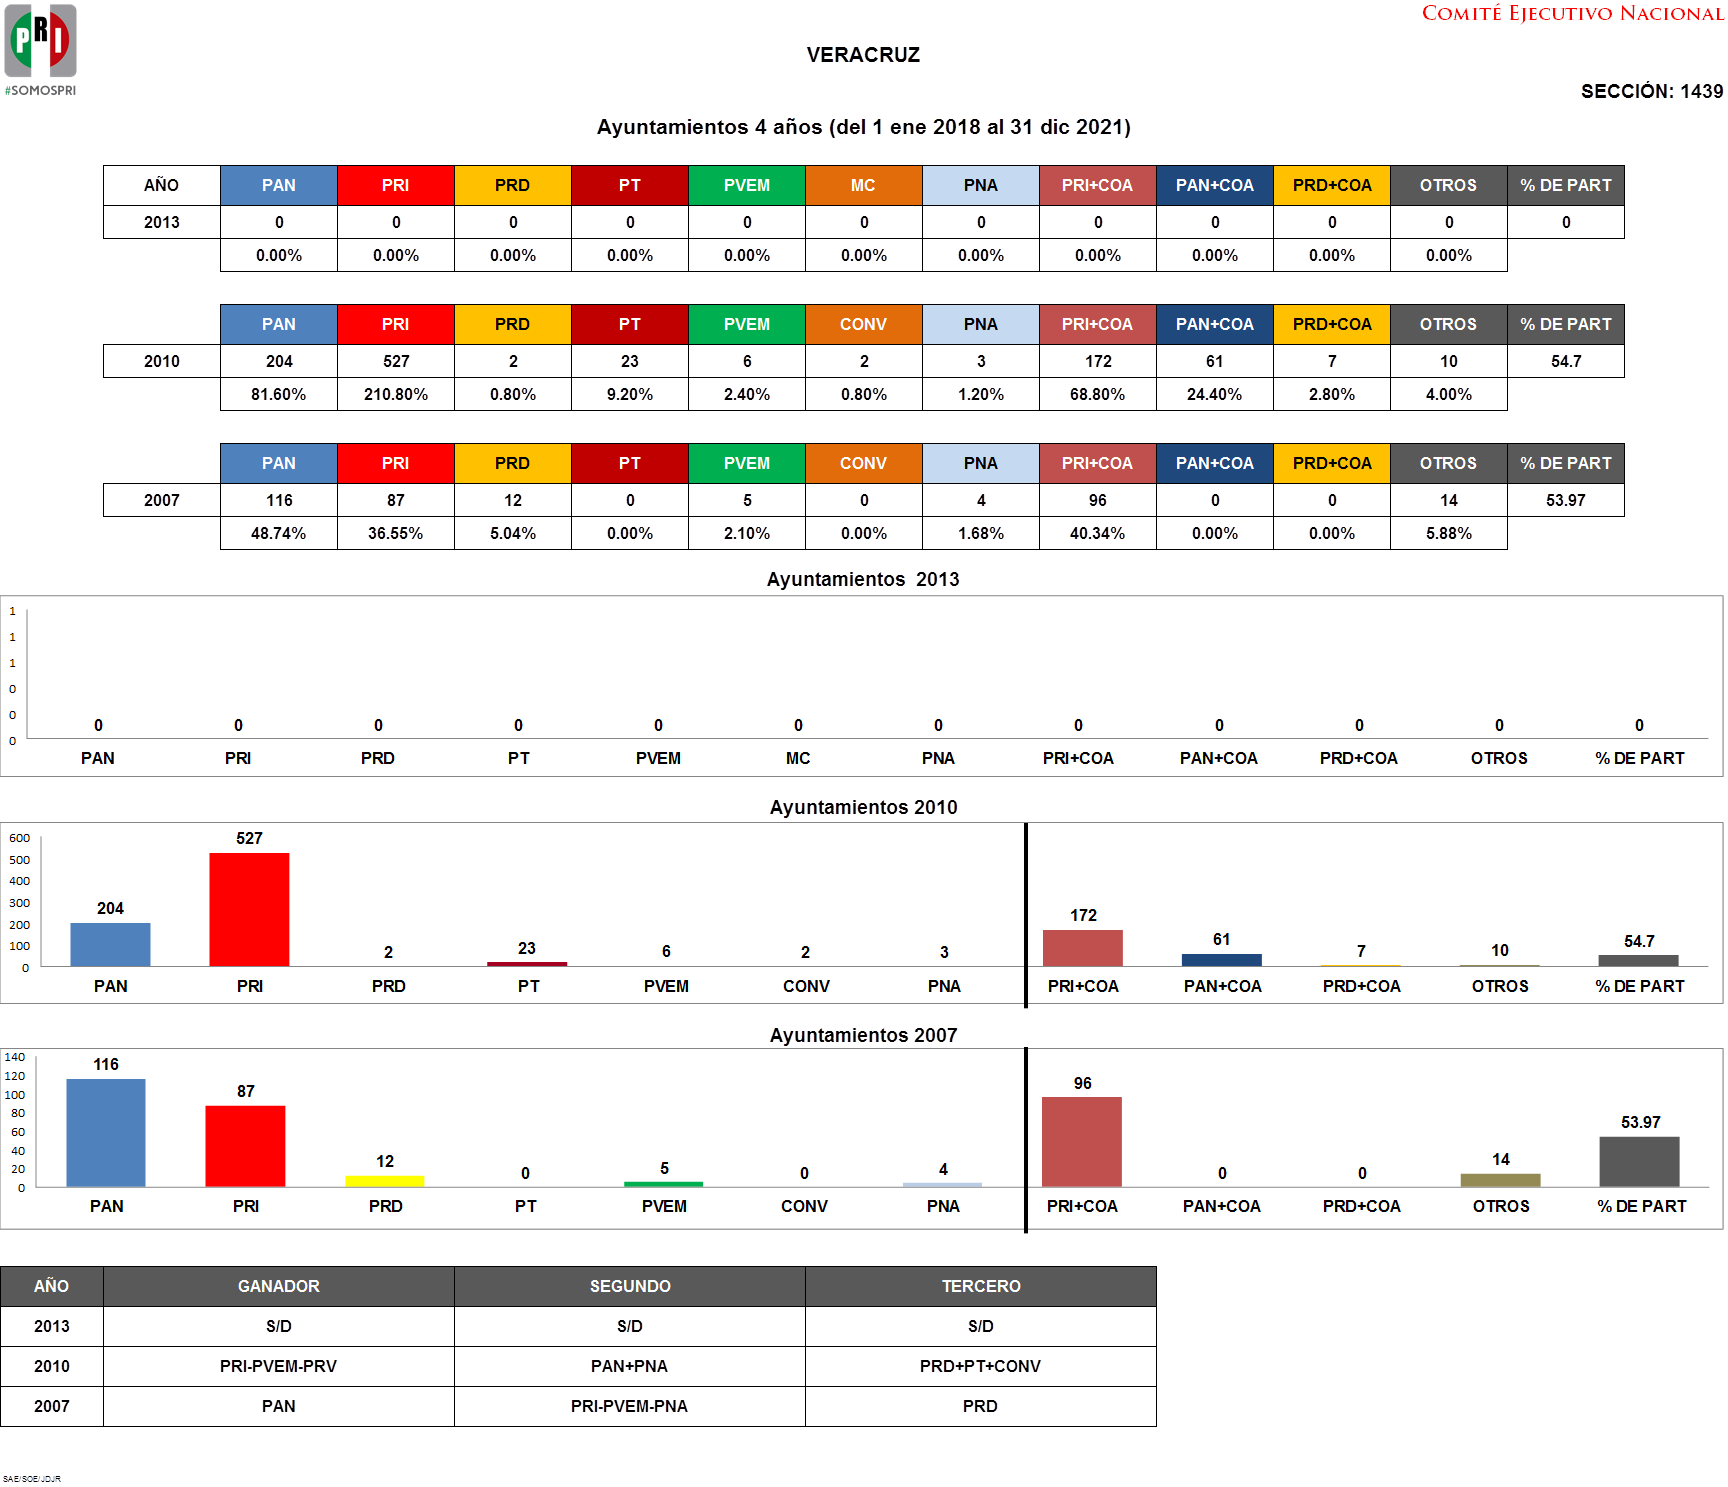 PRI
#SOMOSPRI
COMITÉ EJECUTIVO NACIONAL
VERACRUZ
SECCIÓN: 1439
Ayuntamientos 4 años (del 1 ene 2018 al 31 dic 2021)
AÑO PAN PRI PRD PT PVEM MC PNA PRI+COA PAN+COA PRD+COA OTROS % DE PART
2013 0 0 0 0 0 0 0 0 0 0 0 0
0.00% 0.00% 0.00% 0.00% 0.00% 0.00% 0.00% 0.00% 0.00% 0.00% 0.00%
PAN PRI PRD PT PVEM CONV PNA PRI+COA PAN+COA PRD+COA OTROS % DE PART
2010 204 527 2 23 6 2 3 172 61 7 10 54.7
81.60% 210.80% 0.80% 9.20% 2.40% 0.80% 1.20% 68.80% 24.40% 2.80% 4.00%
PAN PRI PRD PT PVEM CONV PNA PRI+COA PAN+COA PRD+COA OTROS % DE PART
2007 116 87 12 0 5 0 4 96 0 0 14 53.97
48.74% 36.55% 5.04% 0.00% 2.10% 0.00% 1.68% 40.34% 0.00% 0.00% 5.88%
Ayuntamientos 2013
1
1
1
0
0
0
0 0 0 0 0 0 0 0 0 0 0 0
PAN PRI PRD PT PVEM MC PNA PRI+COA PAN+COA PRD+COA OTROS % DE PART
Ayuntamientos 2010
600
500
400
300
200
100
0
204 527 2 23 6 2 3 172 61 7 10 54.7
PAN PRI PRD PT PVEM CONV PNA PRI+COA PAN+COA PRD+COA OTROS % DE PART
Ayuntamientos 2007
140
120
100
80
60
40
20
0
116 87 12 0 5 0 4 96 0 0 14 53.97
PAN PRI PRD PT PVEM CONV PNA PRI+COA PAN+COA PRD+COA OTROS % DE PART
AÑO GANADOR SEGUNDO TERCERO
2013 S/D S/D S/D
2010 PRI-PVEM-PRV PAN+PNA PRD+PT+CONV
2007 PAN PRI-PVEM-PNA PRD
SAE/SOE/JDJR